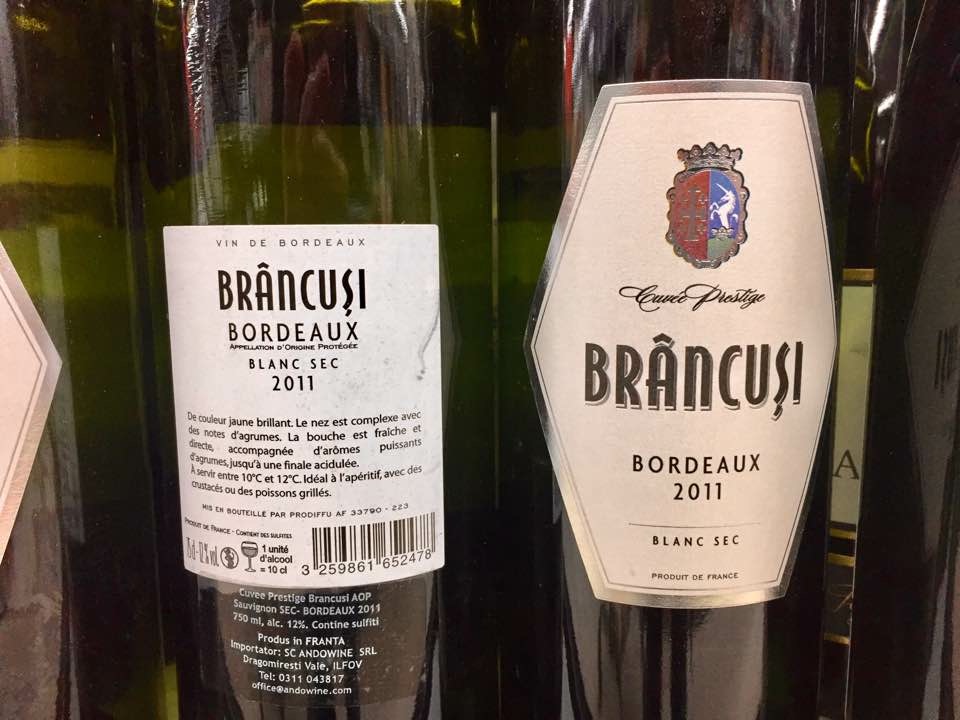 VIN DE BORDEAUX
BRÂNCUȘI
BORDEAUX
APPELLATION D'ORIGINE PROTÉGÉE
BLANC SEC
2011
De couleur jaune brillant. Le nez est complexe avec
des notes d'agrumes. La bouche est fraîche et
directe, accompagnée d'arômes puissants
d'agrumes, jusqu'à une finale acidulée.
À servir entre 10°C et 12°C. Idéal à l'apéritif, avec des
crustacés ou des poissons grillés.
MIS EN BOUTEILLÉ PAR PRODIFFU AF 33790 - 223
PRODUIT DE FRANCE - CONTIENT DES SULFITES
75cl - 12%vol
1 unité
d'alcool
= 10 cl
3 259861 652478
Cuvee Prestige Brancusi AOP
Sauvignon SEC- BORDEAUX 2011
750 ml, alc. 12%. Contine sulfiti
Produs in FRANTA
Importator: SC ANDOWINE SRL
Dragomiresti Vale, ILFOV
Tel: 0311 043817
office@andowine.com
Cuvée Prestige
BRÂNCUȘI
BORDEAUX
2011
BLANC SEC
PRODUIT DE FRANCE
A